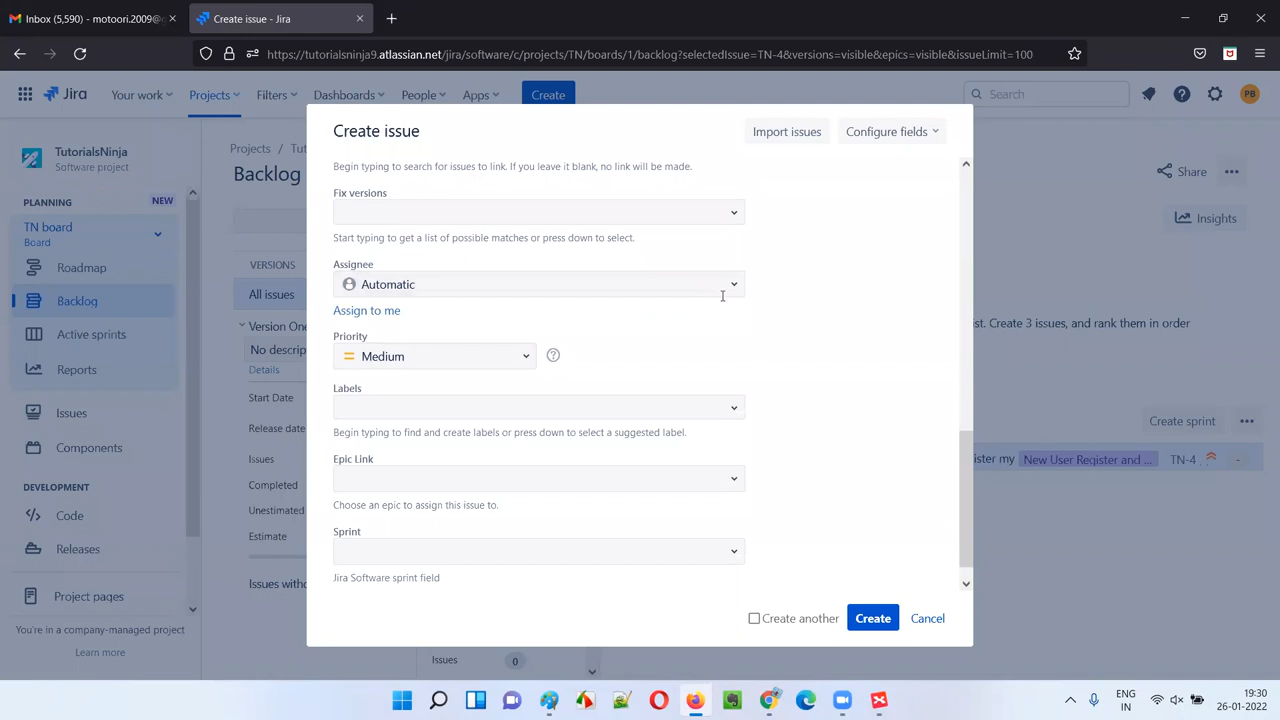 Inbox (5,590) - motoori.2009@
Create issue - Jira
https://tutorialsninja9.atlassian.net/jira/software/c/projects/TN/boards/1/backlog?selectedIssue=TN-4&versions=visible&epics=visible&issueLimit=100
Jira
Your work
Projects
Filters
Dashboards
People
Apps
Create
Search
PB
TutorialsNinja
Software project
PLANNING
NEW
TN board
Board
Roadmap
Backlog
Active sprints
Reports
Issues
Components
DEVELOPMENT
Code
Releases
Project pages
You're in a company-managed project
Learn more
Projects
/
Tut
Backlog
VERSIONS
All issues
Version One
No descrip
Details
Start Date
Release date
Issues
Completed
Unestimated
Estimate
Issues witho
Create issue
Import issues
Configure fields
Begin typing to search for issues to link. If you leave it blank, no link will be made.
Fix versions
Start typing to get a list of possible matches or press down to select.
Assignee
Automatic
Assign to me
Priority
Medium
Labels
Begin typing to find and create labels or press down to select a suggested label.
Epic Link
Choose an epic to assign this issue to.
Sprint
Jira Software sprint field
Create another
Create
Cancel
Share
Insights
st. Create 3 issues, and rank them in order
Create sprint
ister my
New User Register and ...
TN-4
-
Issues
0
ENG
IN
19:30
26-01-2022